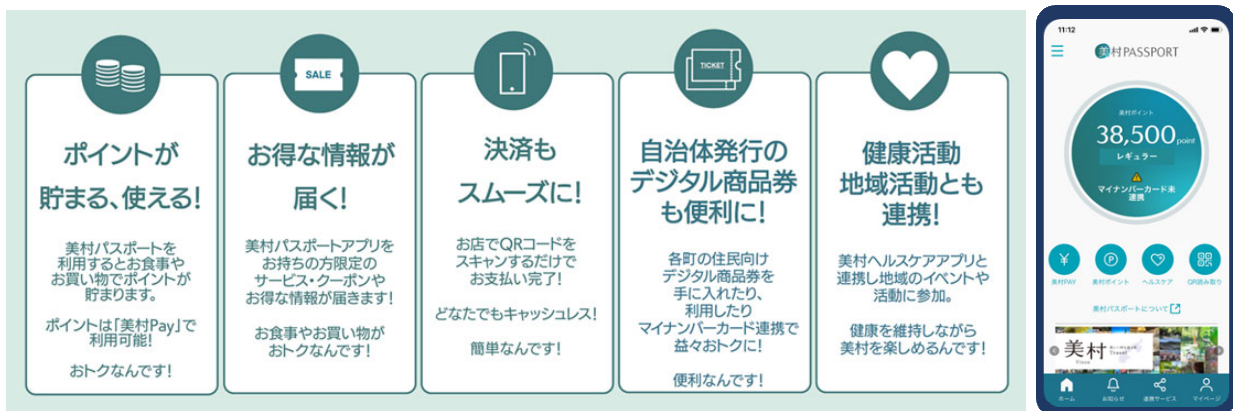 ポイントが
貯まる、使える!
美村パスポートを
利用するとお食事や
お買い物でポイントが
貯まります。
ポイントは「美村Pay」で
利用可能!
おトクなんです!
SALE
お得な情報が
届く!
美村パスポートアプリを
お持ちの方限定の
サービス・クーポンや
お得な情報が届きます!
お食事やお買い物が
おトクなんです!
決済も
スムーズに!
お店でQRコードを
スキャンするだけで
お支払い完了!
どなたでもキャッシュレス!
簡単なんです!
TICKET
自治体発行の
デジタル商品券
も便利に!
各町の住民向け
デジタル商品券を
手に入れたり、
利用したり
マイナンバーカード連携で
益々おトクに!
便利なんです!
健康活動
地域活動とも
連携!
美村ヘルスケアアプリと
連携し地域のイベントや
活動に参加。
健康を維持しながら
美村を楽しめるんです!
11:12
美村PASSPORT
美村ポイント
38,500 point
レギュラー
マイナンバーカード未
連携
美村PAY
美村ポイント
ヘルスケア
QR読み取り
美村パスポートについて
美村
Vison
Travel
ホーム
お知らせ
連携サービス
マイページ